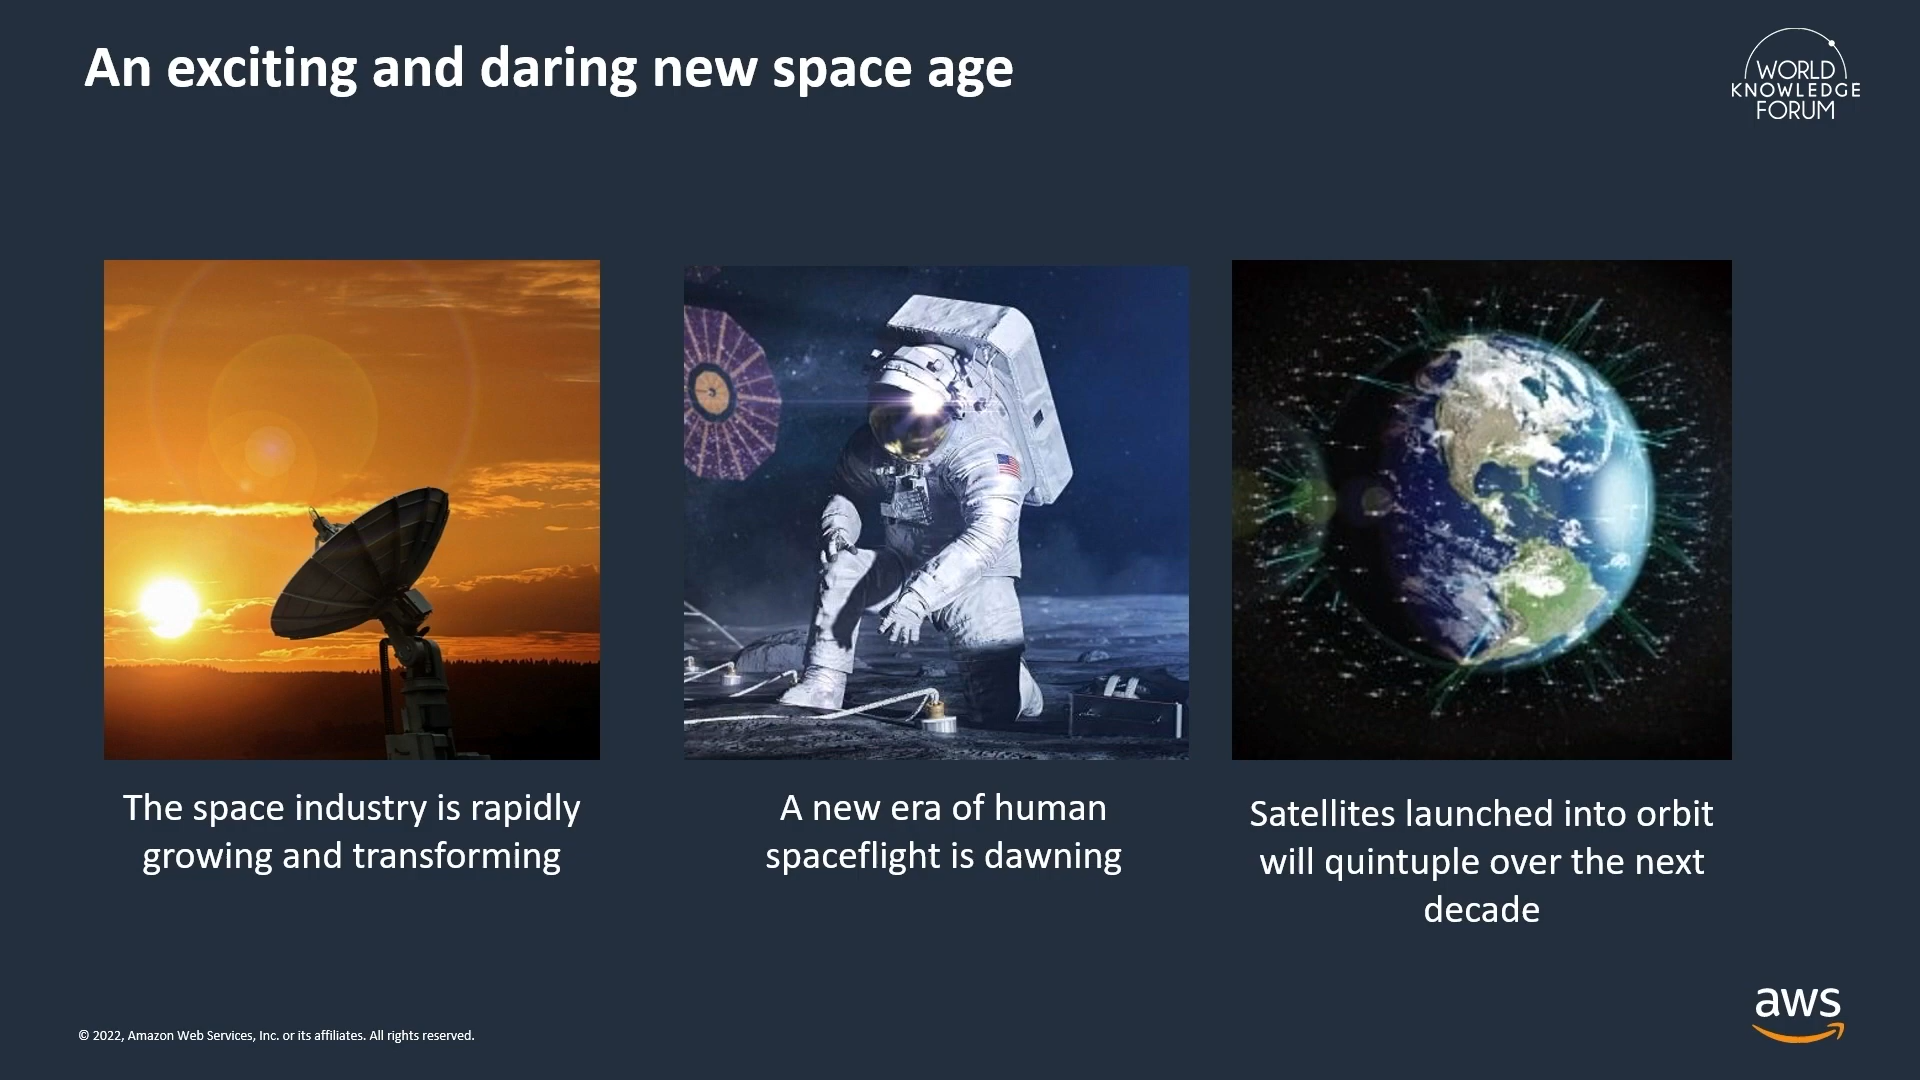 An exciting and daring new space age
WORLD
KNOWLEDGE
FORUM
The space industry is rapidly
growing and transforming
A new era of human
spaceflight is dawning
Satellites launched into orbit
will quintuple over the next
decade
© 2022, Amazon Web Services, Inc. or its affiliates. All rights reserved.
aws